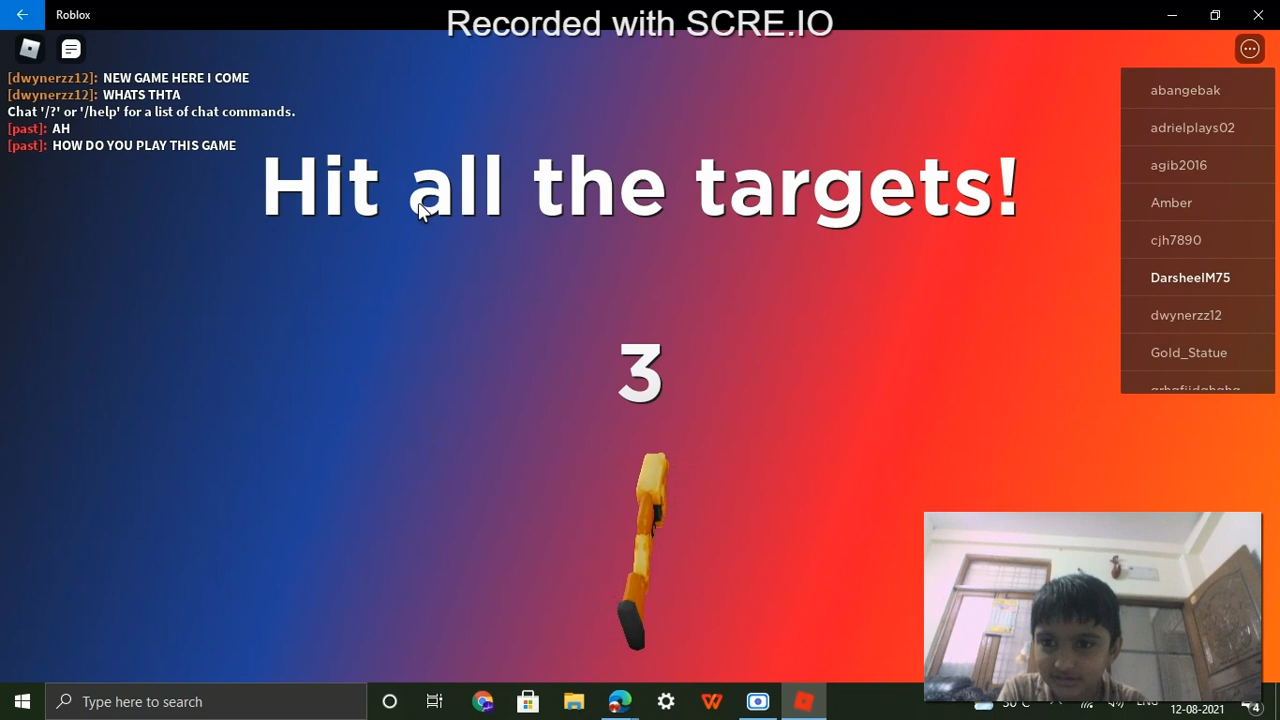 Roblox
Recorded with SCRE.IO
[dwynerzz12]: NEW GAME HERE I COME
[dwynerzz12]: WHATS THTA
Chat '/?' or '/help' for a list of chat commands.
[past]: AH
[past]: HOW DO YOU PLAY THIS GAME
Hit all the targets!
3
abangebak
adrielplays02
agib2016
Amber
cjh7890
DarsheelM75
dwynerzz12
Gold_Statue
Type here to search
12-08-2021
4